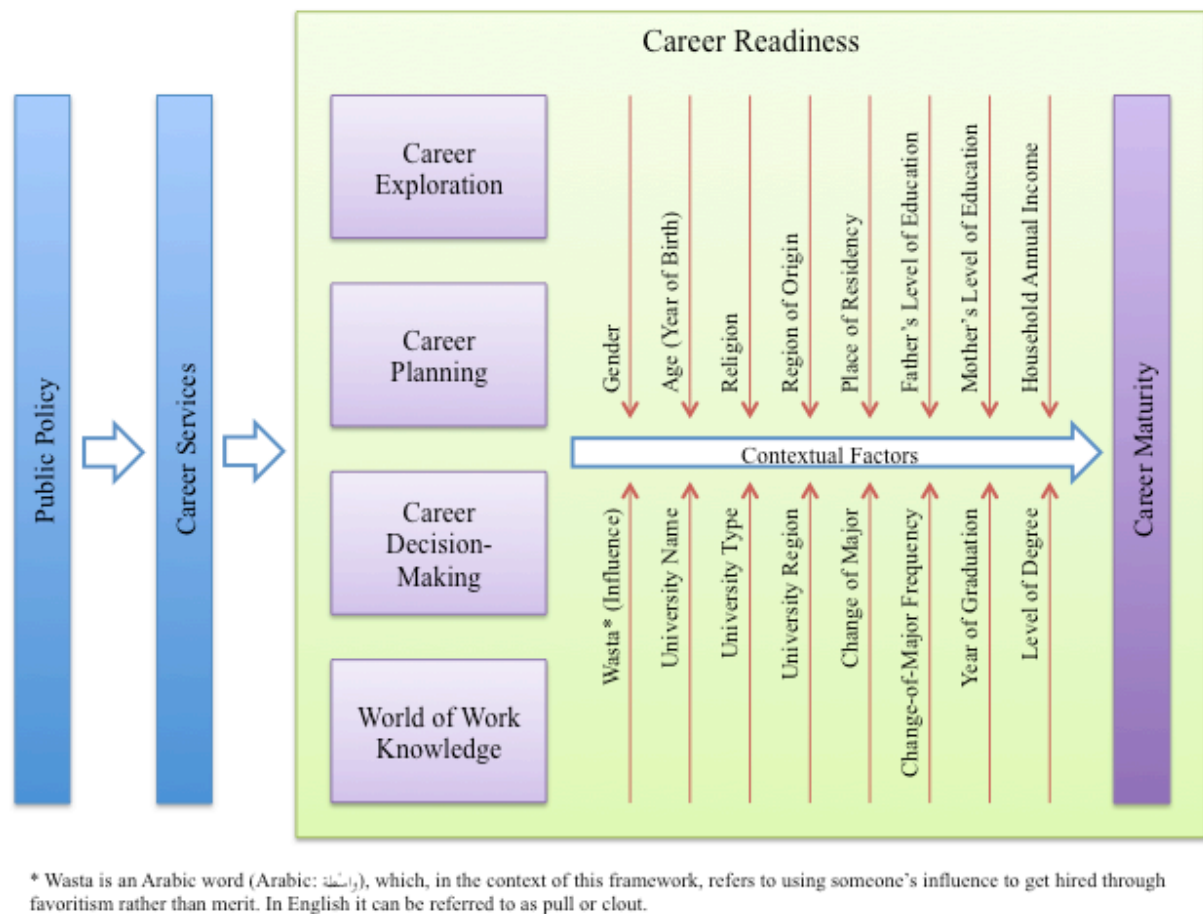 Career Readiness
Public Policy
Career Services
Career
Exploration
Career
Planning
Career
Decision-
Making
World of Work
Knowledge
Gender
Age (Year of Birth)
Religion
Region of Origin
Place of Residency
Father's Level of Education
Mother's Level of Education
Household Annual Income
Contextual Factors
Wasta* (Influence)
University Name
University Type
University Region
Change of Major
Change-of-Major Frequency
Year of Graduation
Level of Degree
Career Maturity
* Wasta is an Arabic word (Arabic: واسطة), which, in the context of this framework, refers to using someone's influence to get hired through
favoritism rather than merit. In English it can be referred to as pull or clout.